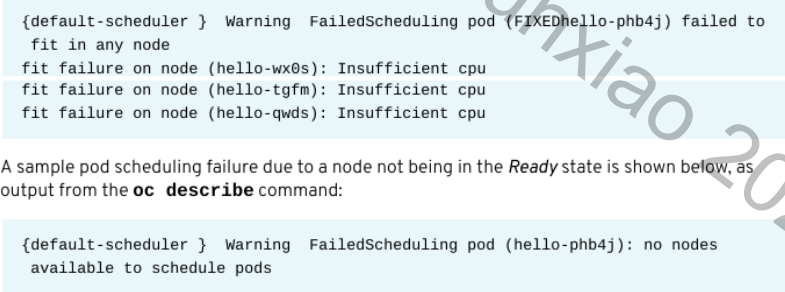 {default-scheduler } Warning FailedScheduling pod (FIXEDhello-phb4j) failed to
fit in any node
fit failure on node (hello-wx0s): Insufficient cpu
fit failure on node (hello-tgfm): Insufficient cpu
fit failure on node (hello-qwds): Insufficient cpu
A sample pod scheduling failure due to a node not being in the Ready state is shown below, as
output from the oc describe command:
{default-scheduler } Warning FailedScheduling pod (hello-phb4j): no nodes
available to schedule pods